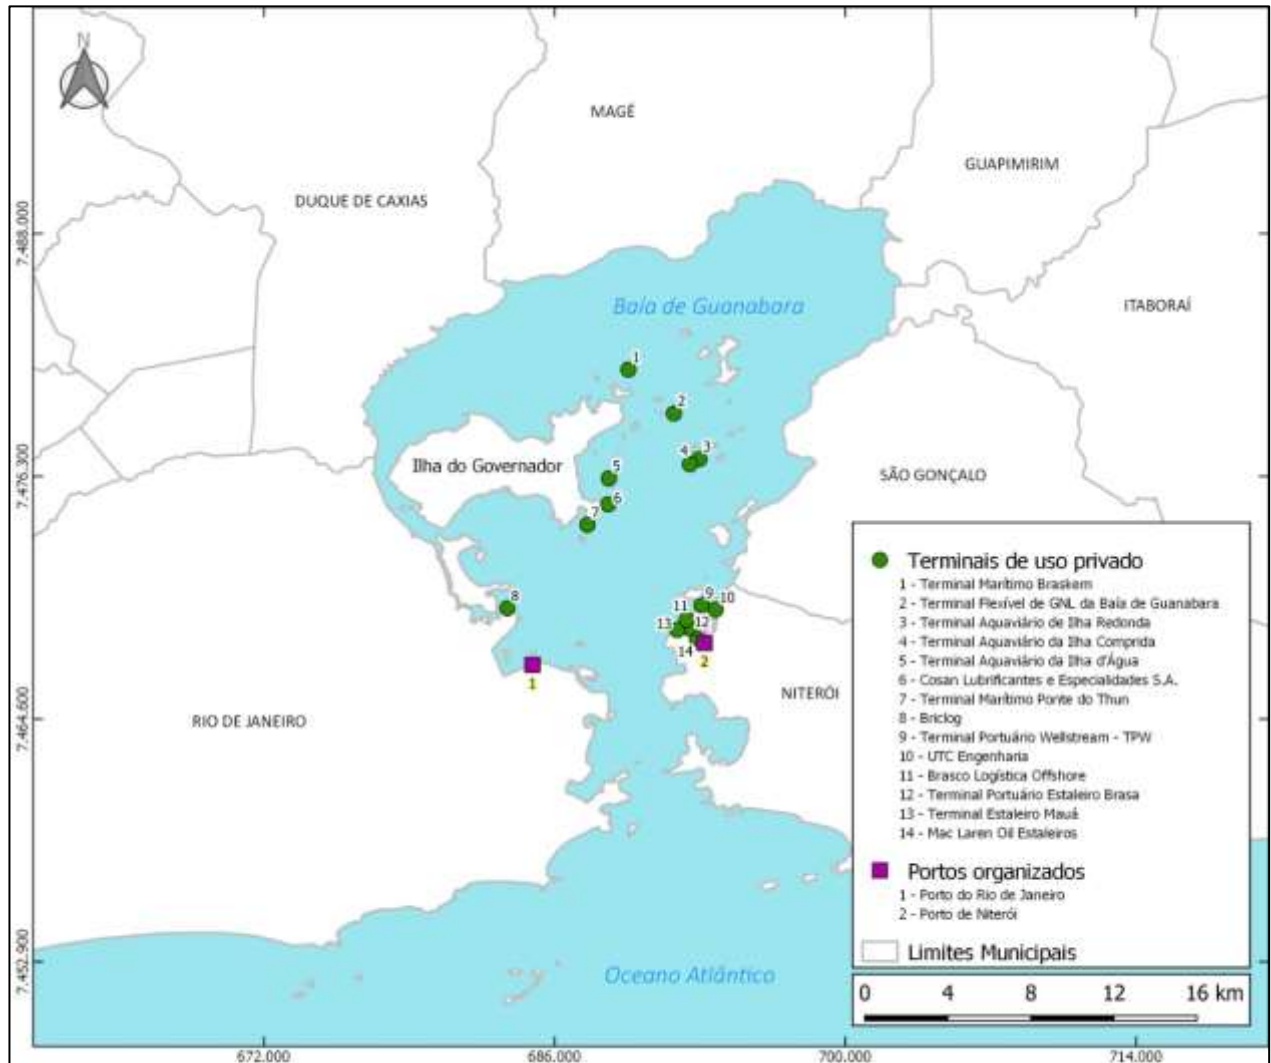 N
MAGÉ
GUAPIMIRIM
DUQUE DE CAXIAS
7.488.000
Baía de Guanabara
ITABORAÍ
1
2
3
4
Ilha do Governador
5
7.476.300
SÃO GONÇALO
6
7
8
9
10
11
12
13
14
1
2
NITERÓI
RIO DE JANEIRO
7.464.600
Terminais de uso privado
1 - Terminal Marítimo Braskem
2 - Terminal Flexível de GNL da Baía de Guanabara
3 - Terminal Aquaviário de Ilha Redonda
4 - Terminal Aquaviário da Ilha Comprida
5 - Terminal Aquaviário da Ilha d'Água
6 - Cosan Lubrificantes e Especialidades S.A.
7 - Terminal Marítimo Ponte do Thun
8 - Briclog
9 - Terminal Portuário Wellstream - TPW
10 - UTC Engenharia
11 - Brasco Logística Offshore
12 - Terminal Portuário Estaleiro Brasa
13 - Terminal Estaleiro Mauá
14 - Mac Laren Oil Estaleiros
Portos organizados
1 - Porto do Rio de Janeiro
2 - Porto de Niterói
Limites Municipais
7.452.900
Oceano Atlântico
0 4 8 12 16 km
672.000 686.000 700.000 714.000